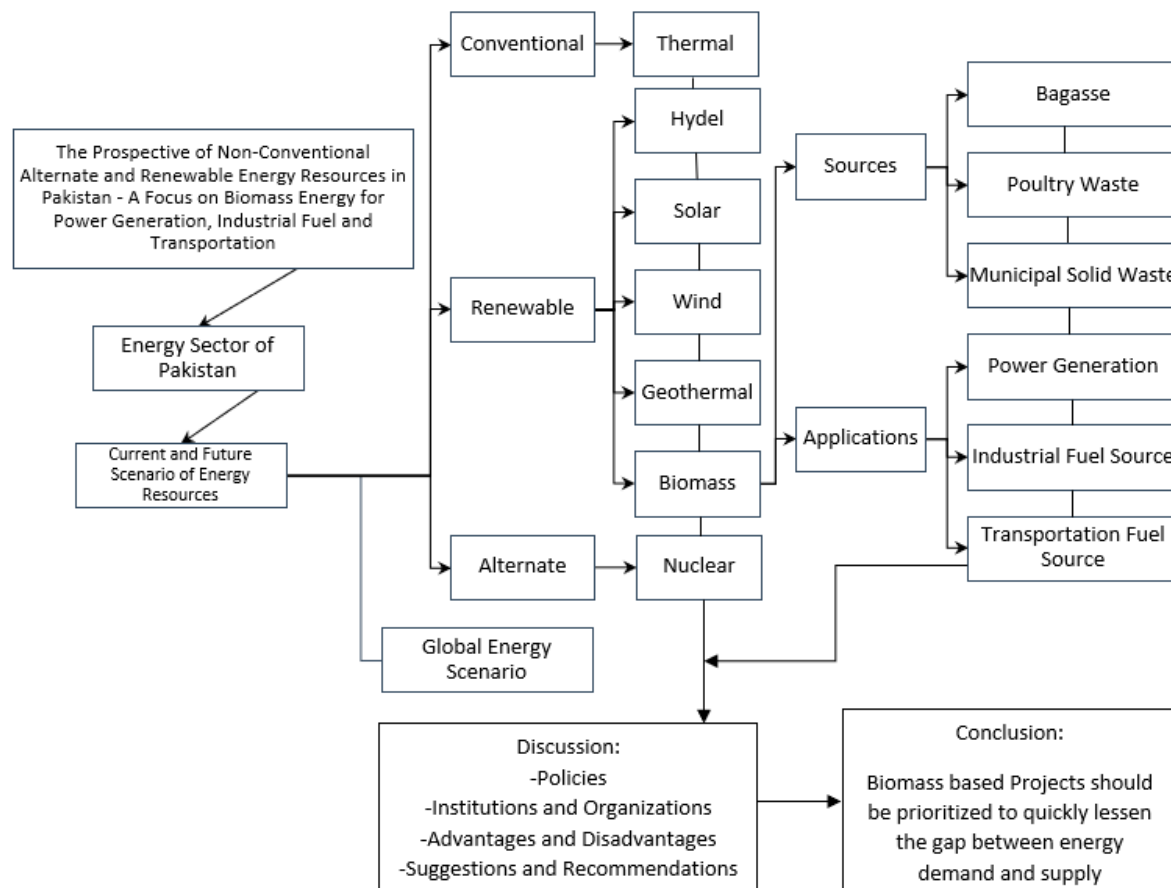 The Prospective of Non-Conventional
Alternate and Renewable Energy Resources in
Pakistan - A Focus on Biomass Energy for
Power Generation, Industrial Fuel and
Transportation
Energy Sector of
Pakistan
Current and Future
Scenario of Energy
Resources
Conventional
Renewable
Alternate
Global Energy
Scenario
Thermal
Hydel
Solar
Wind
Geothermal
Biomass
Nuclear
Sources
Applications
Bagasse
Poultry Waste
Municipal Solid Waste
Power Generation
Industrial Fuel Source
Transportation Fuel
Source
Discussion:
-Policies
-Institutions and Organizations
-Advantages and Disadvantages
-Suggestions and Recommendations
Conclusion:
Biomass based Projects should
be prioritized to quickly lessen
the gap between energy
demand and supply